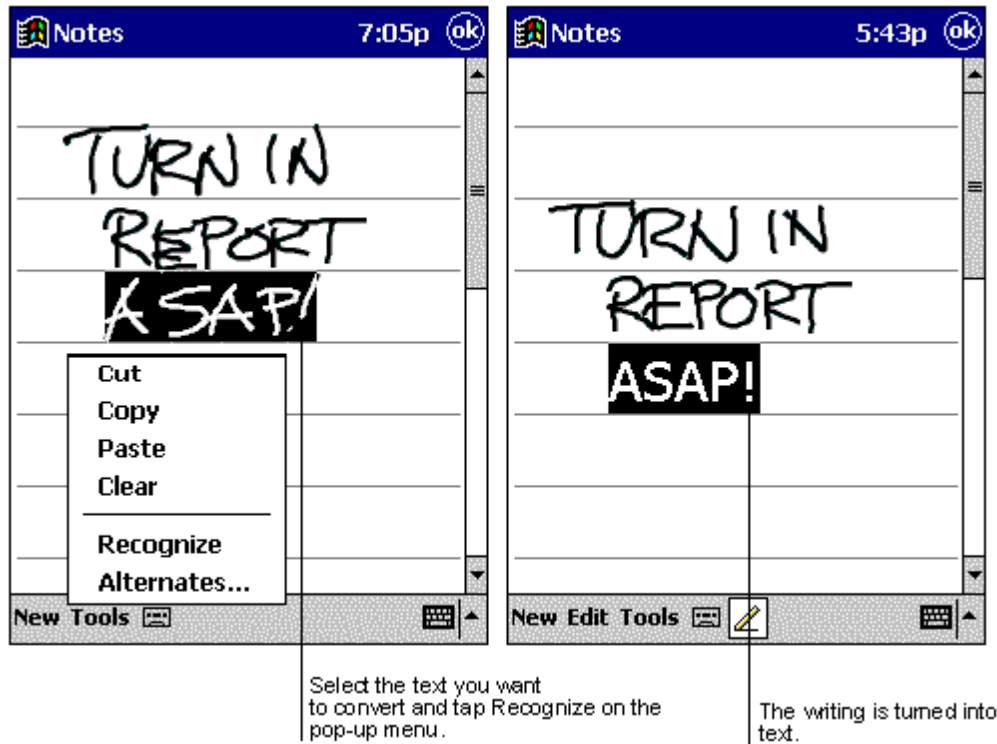 Notes 7:05p ok
TURN IN
REPORT
ASAP!
Cut
Copy
Paste
Clear
Recognize
Alternates...
New Tools
Select the text you want
to convert and tap Recognize on the
pop-up menu.
Notes 5:43p ok
TURN IN
REPORT
ASAP!
New Edit Tools
The writing is turned into
text.